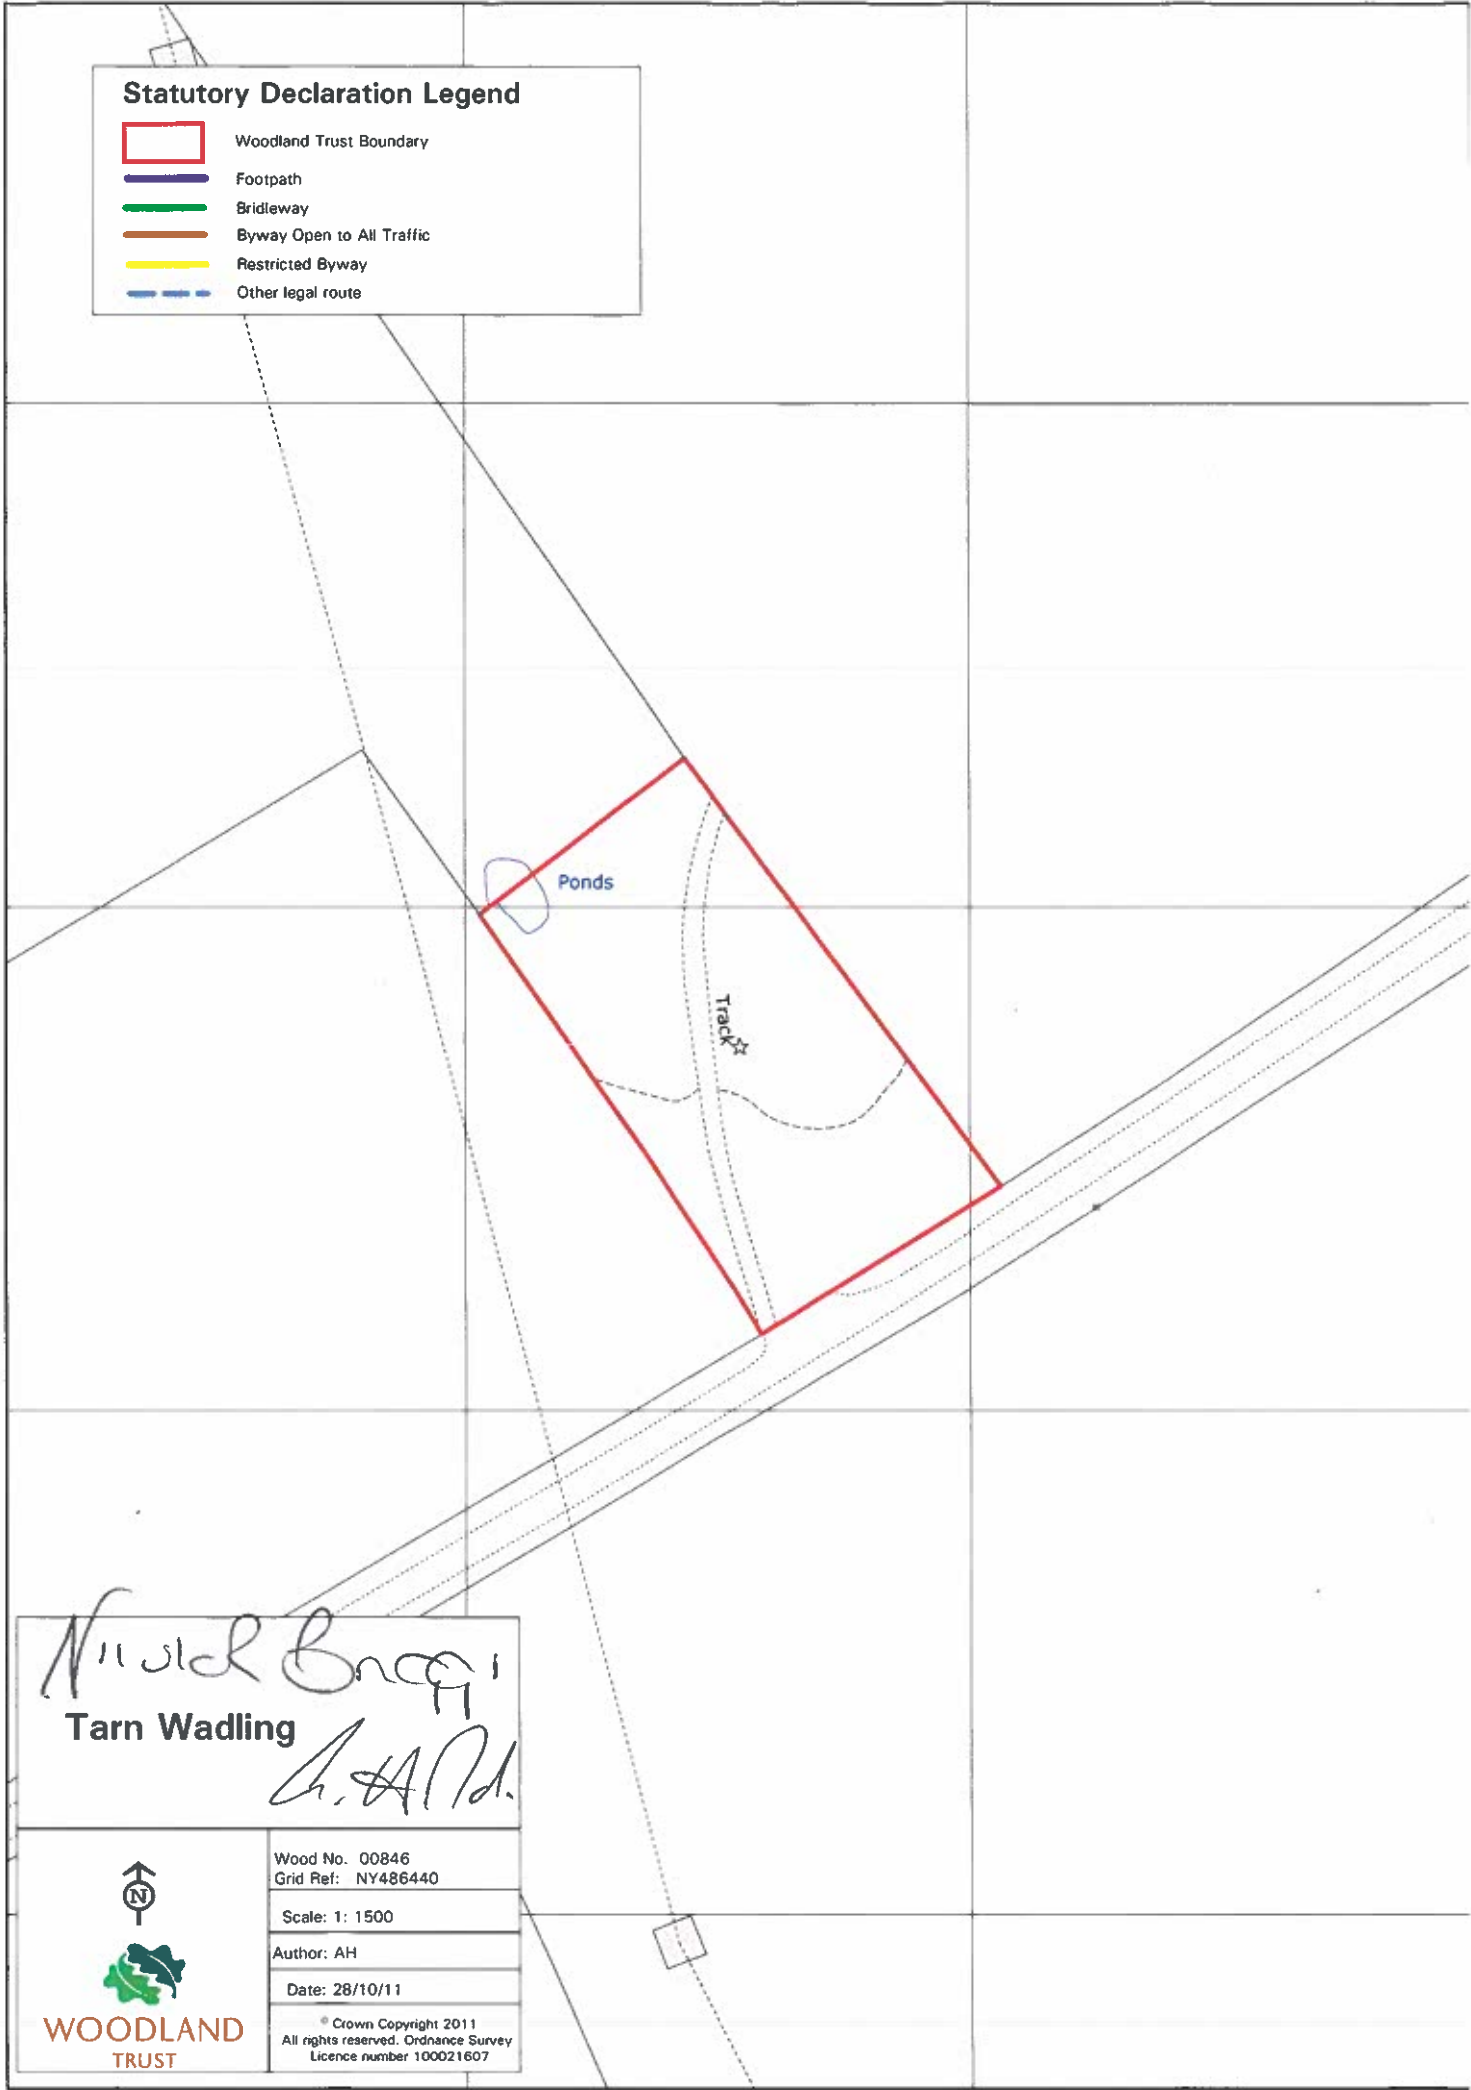 Statutory Declaration Legend
Woodland Trust Boundary
Footpath
Bridleway
Byway Open to All Traffic
Restricted Byway
Other legal route
Ponds
Track
Tarn Wadling
N
WOODLAND
TRUST
Wood No. 00846
Grid Ref: NY486440
Scale: 1: 1500
Author: AH
Date: 28/10/11
© Crown Copyright 2011
All rights reserved. Ordnance Survey
Licence number 100021607